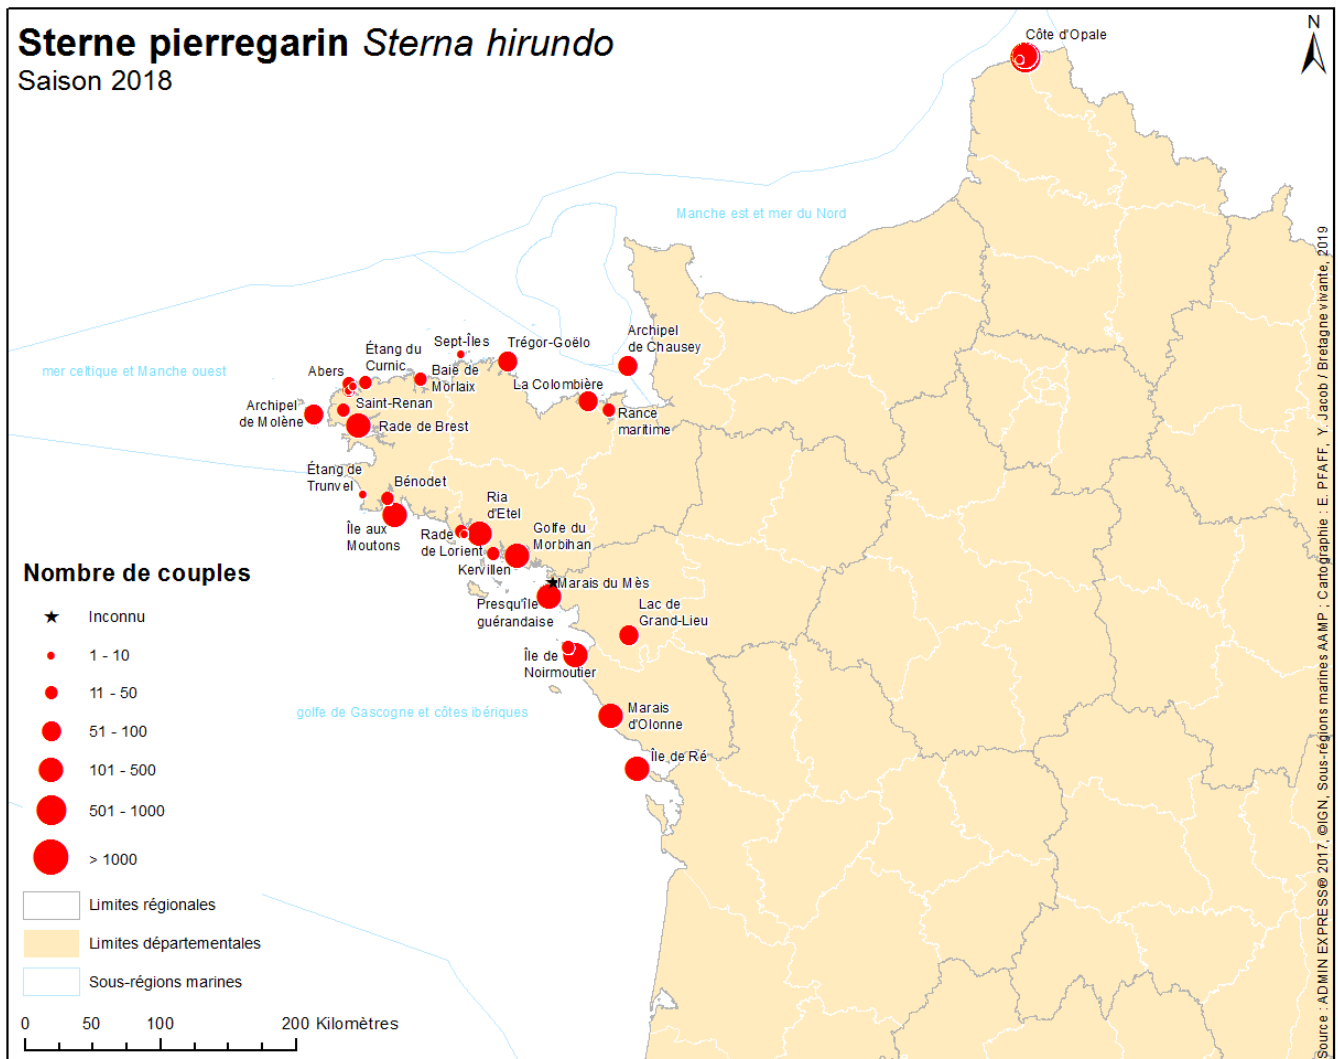 Sterne pierregarin Sterna hirundo
Saison 2018
N
Côte d'Opale
Manche est et mer du Nord
mer celtique et Manche ouest
golfe de Gascogne et côtes ibériques
Sept-Îles
Trégor-Goëlo
Archipel
de Chausey
Étang du
Curnic
Abers
Baie de
Morlaix
La Colombière
Rance
maritime
Saint-Renan
Archipel
de Molène
Rade de Brest
Étang de
Trunvel
Bénodet
Île aux
Moutons
Ria
d'Etel
Rade
de Lorient
Golfe du
Morbihan
Kervillen
Marais du Mès
Presqu'île
guérandaise
Lac de
Grand-Lieu
Île de
Noirmoutier
Marais
d'Olonne
Île de Ré
Nombre de couples
Inconnu
1 - 10
11 - 50
51 - 100
101 - 500
501 - 1000
> 1000
Limites régionales
Limites départementales
Sous-régions marines
0 50 100 200 Kilomètres
Source : ADMIN EXPRESS® 2017, ©IGN, Sous-régions marines AAMP ; Cartographie : E. PFAFF, Y. Jacob / Bretagne vivante, 2019